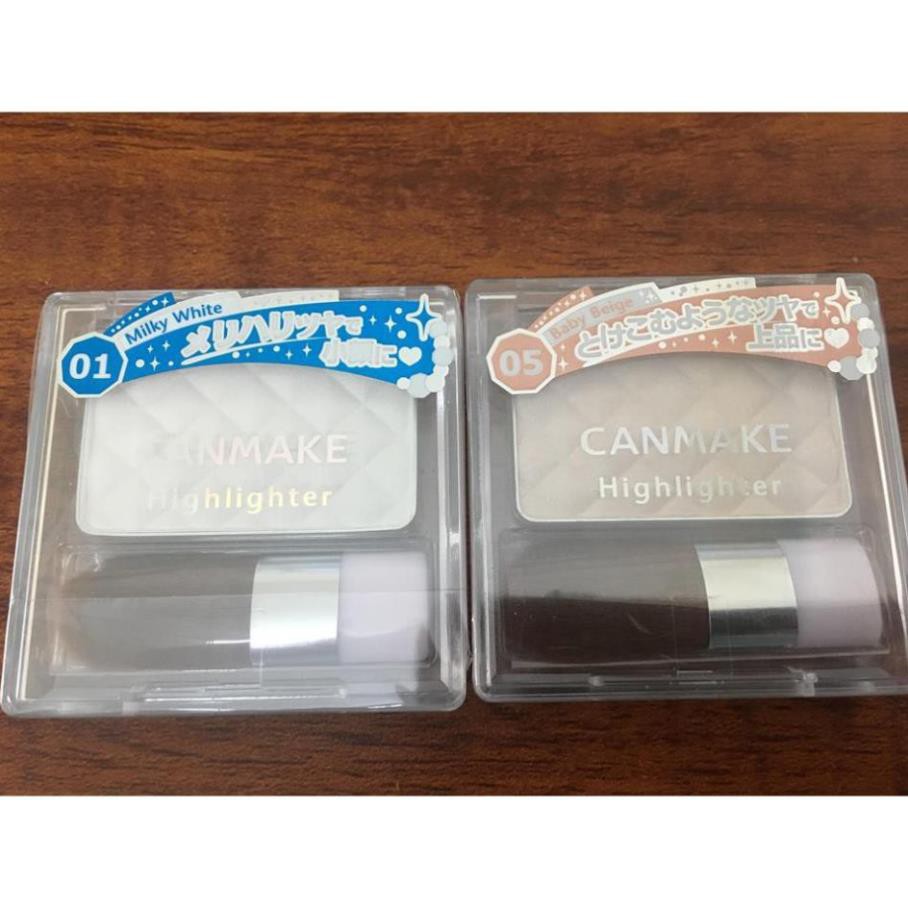 01
Milky White
メリハリツヤで
小顔に
CANMAKE
Highlighter
05
Baby Beige
とけこむようなツヤで
上品に
CANMAKE
Highlighter